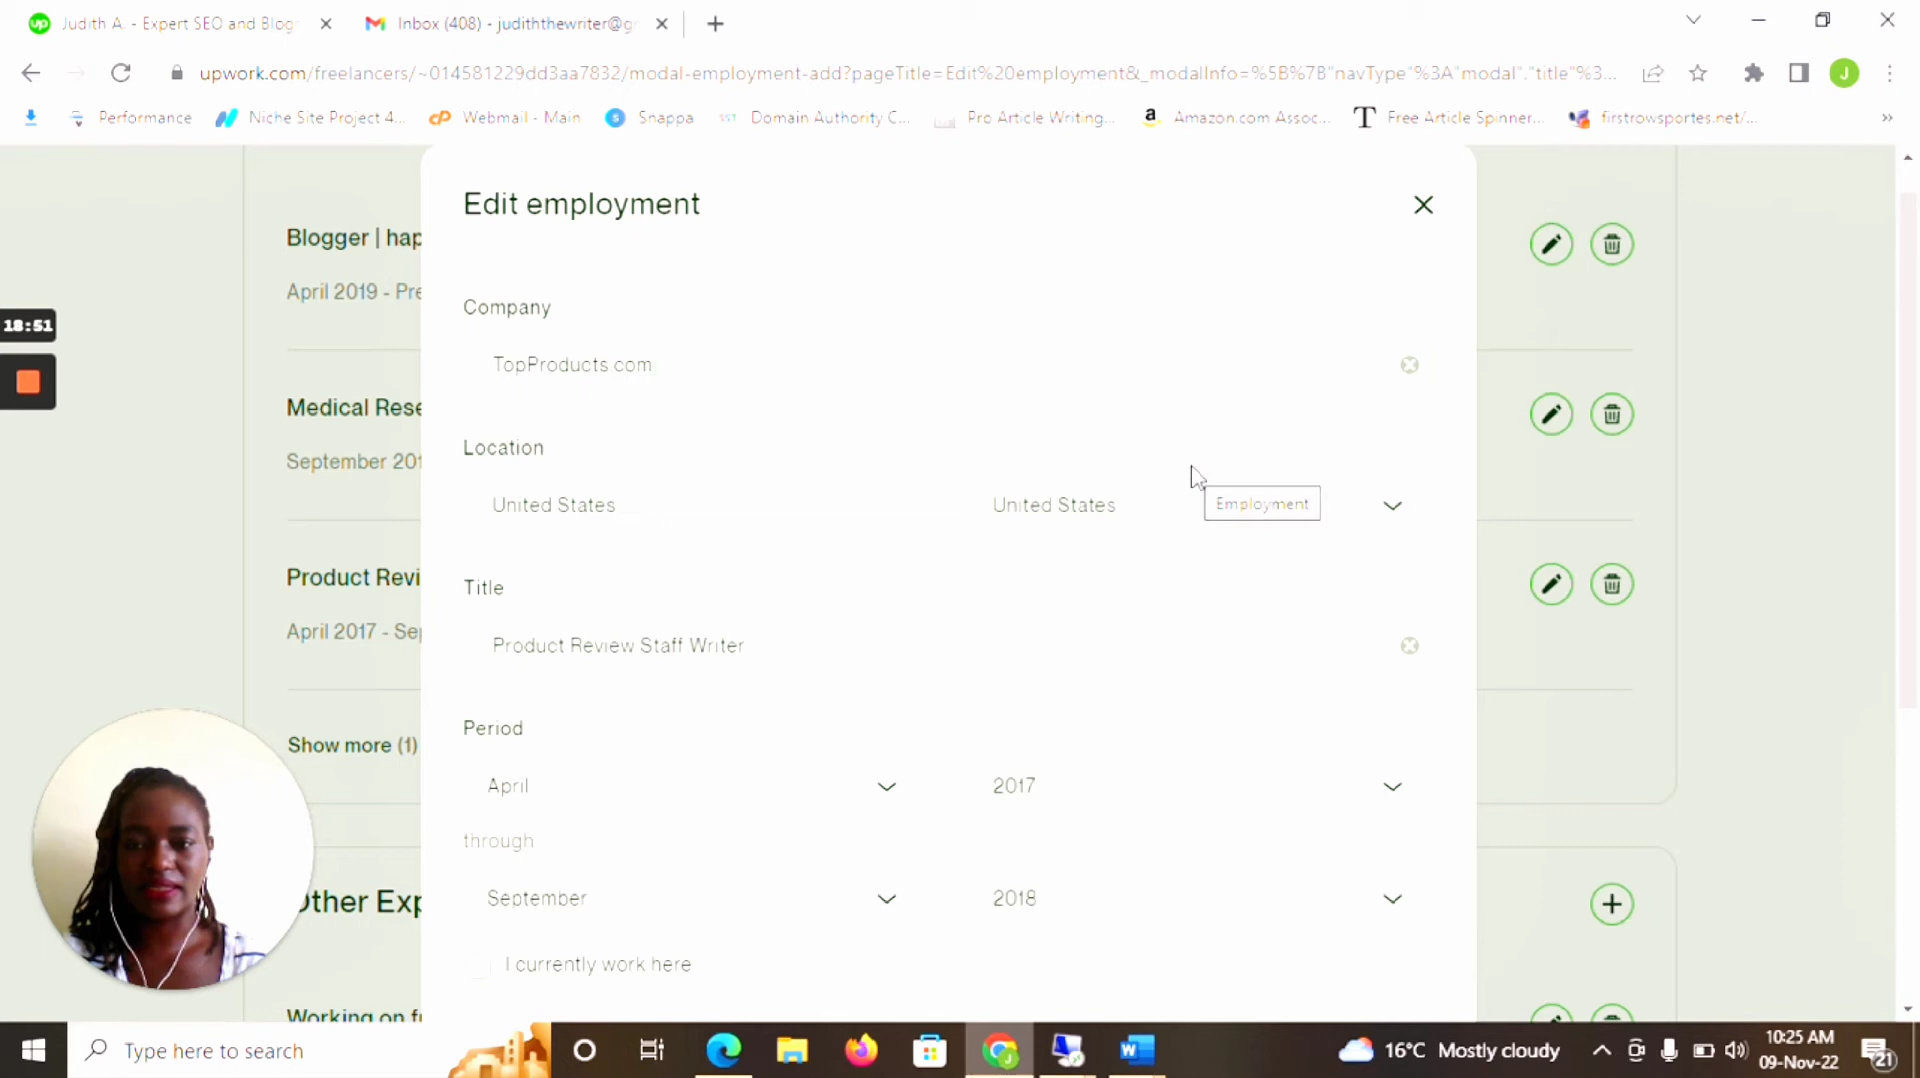 Judith A. - Expert SEO and Blog
Inbox (408) - judiththewriter@g
upwork.com/freelancers/~014581229dd3aa7832/modal-employment-add?pageTitle=Edit%20employment&_modalInfo=%5B%7B"navType"%3A"modal"."title"%3...
J
Performance
Niche Site Project 4...
Webmail - Main
Snappa
Domain Authority C...
Pro Article Writing...
Amazon.com Assoc...
Free Article Spinner...
firstrowsportes.net/...
»
Edit employment
Blogger | hap
April 2019 - Pre
Company
TopProducts.com
18:51
Medical Rese
September 201
Location
United States
United States
Employment
Title
Product Revi
April 2017 - Sep
Product Review Staff Writer
Period
Show more (1)
April
2017
through
Other Exp
September
2018
I currently work here
Working on f
Type here to search
16°C Mostly cloudy
10:25 AM
09-Nov-22
21